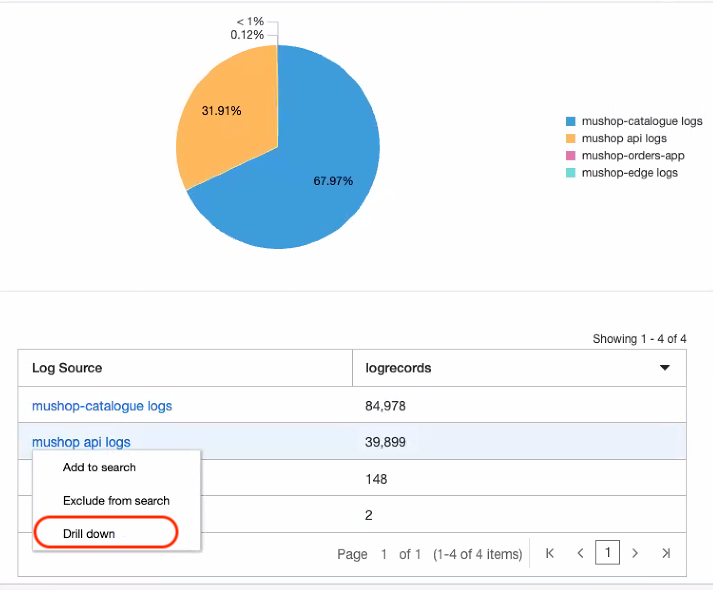 < 1%
0.12%
31.91%
67.97%
mushop-catalogue logs
mushop api logs
mushop-orders-app
mushop-edge logs
Showing 1 - 4 of 4
Log Source logrecords
mushop-catalogue logs 84,978
mushop api logs 39,899
Add to search
148
Exclude from search
2
Drill down
Page 1 of 1 (1-4 of 4 items) 1